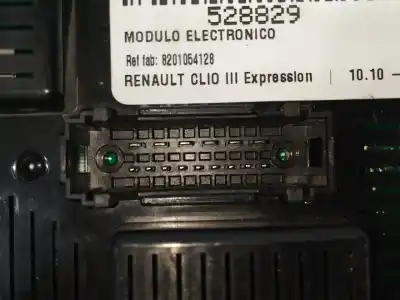 528829
MODULO ELECTRONICO
Ref fab: 8201054128
RENAULT CLIO III Expression | 10.10 –